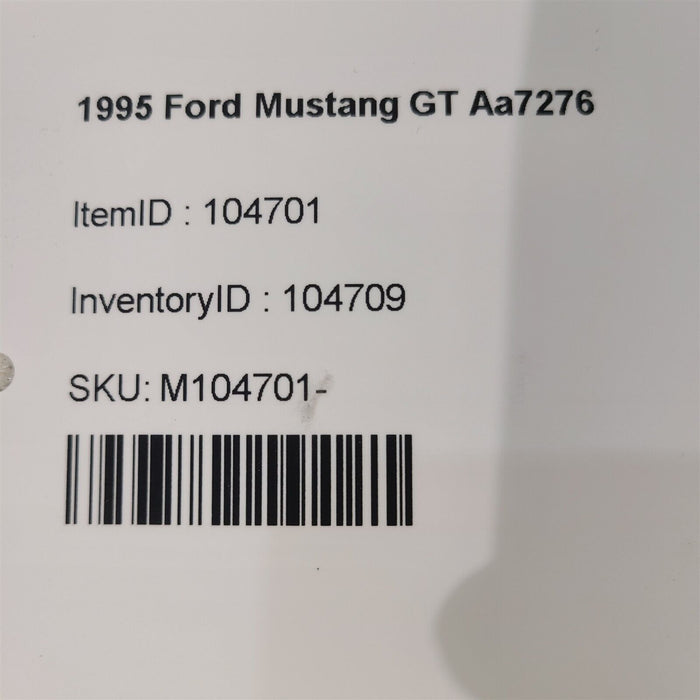 1995 Ford Mustang GT Aa7276
ItemID : 104701
InventoryID : 104709
SKU: M104701-